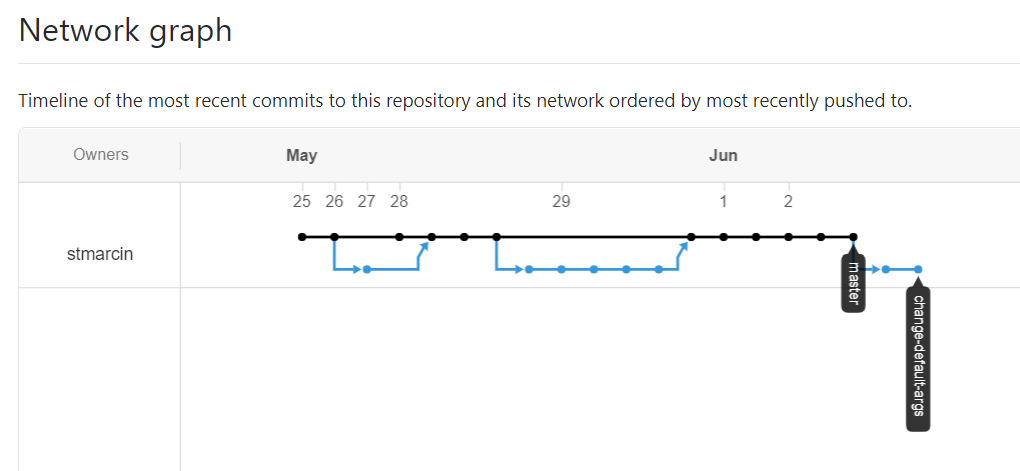 Network graph
Timeline of the most recent commits to this repository and its network ordered by most recently pushed to.
Owners May Jun
25 26 27 28 29 1 2
stmarcin
master
change-default-args